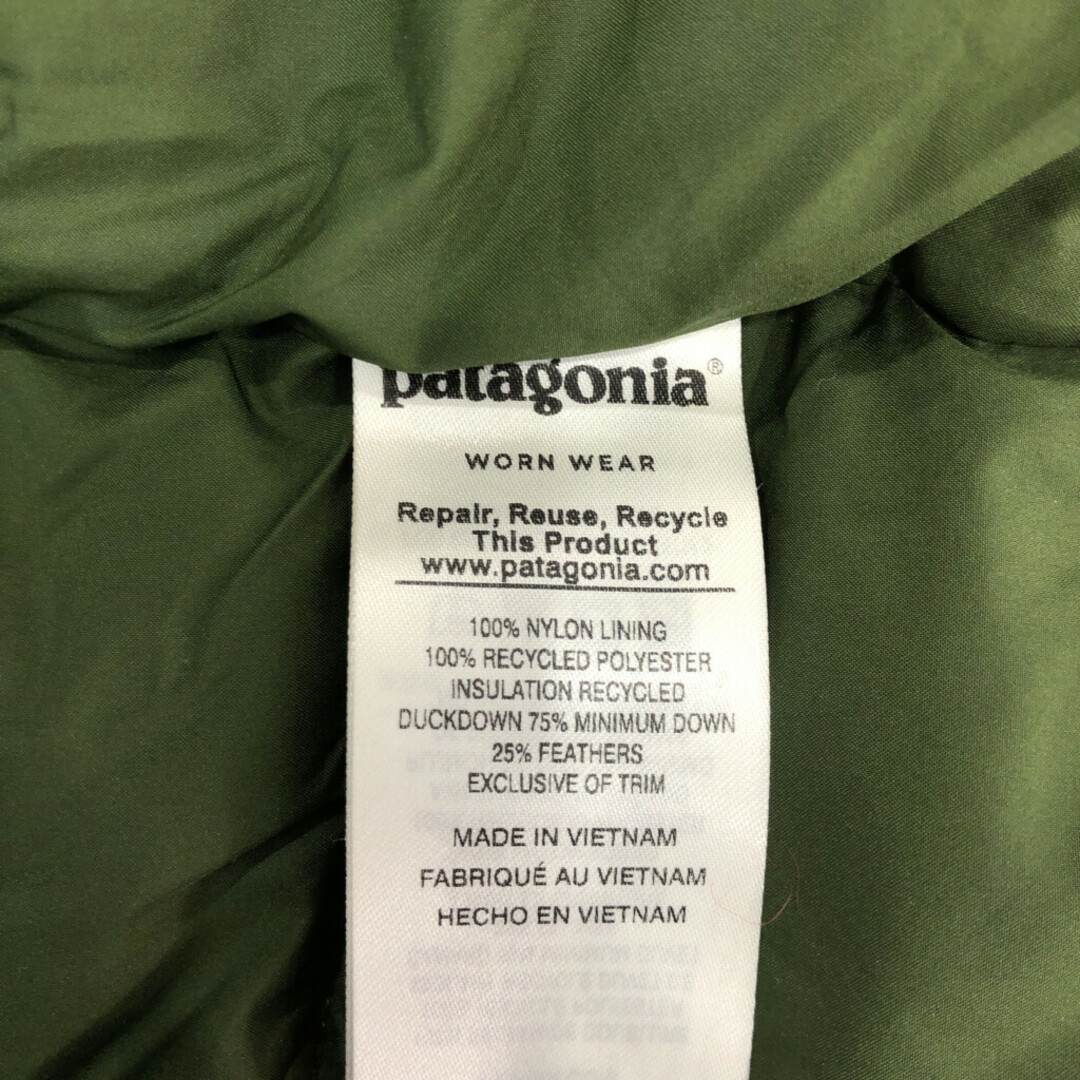 patagonia®
WORN WEAR
Repair, Reuse, Recycle
This Product
www.patagonia.com
100% NYLON LINING
100% RECYCLED POLYESTER
INSULATION RECYCLED
DUCKDOWN 75% MINIMUM DOWN
25% FEATHERS
EXCLUSIVE OF TRIM
MADE IN VIETNAM
FABRIQUÉ AU VIETNAM
HECHO EN VIETNAM